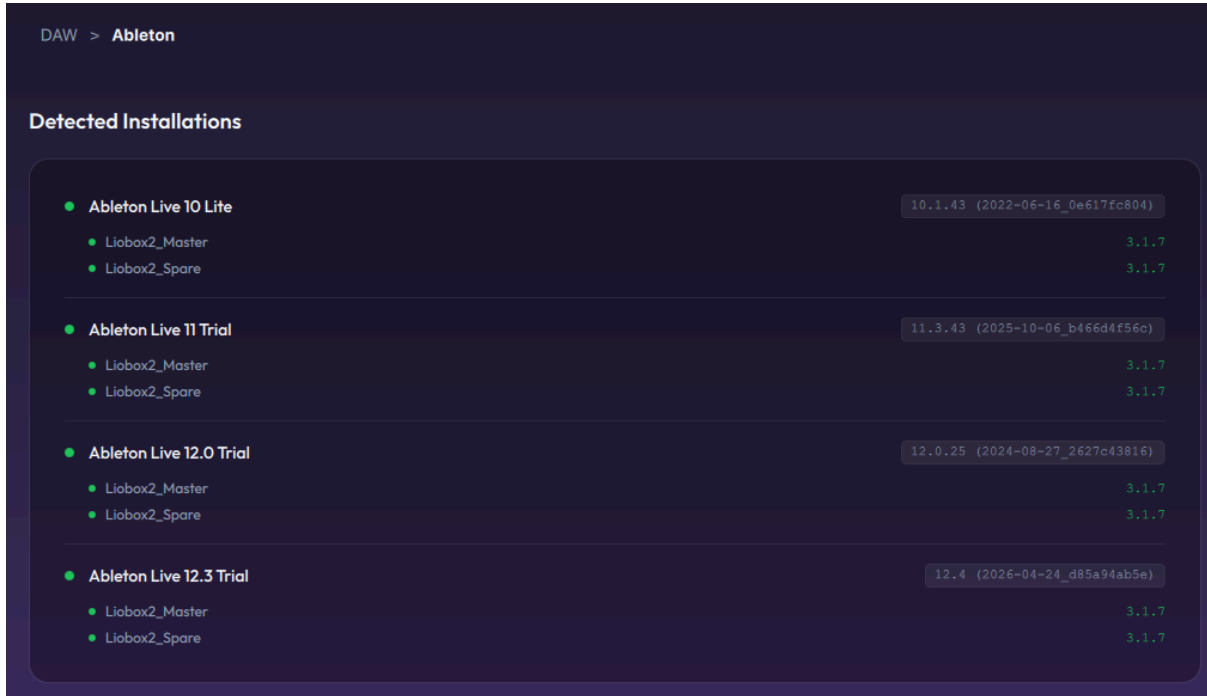 DAW > Ableton
Detected Installations
Ableton Live 10 Lite 10.1.43 (2022-06-16_0e617fc804)
Liobox2_Master 3.1.7
Liobox2_Spare 3.1.7
Ableton Live 11 Trial 11.3.43 (2025-10-06_b466d4f56c)
Liobox2_Master 3.1.7
Liobox2_Spare 3.1.7
Ableton Live 12.0 Trial 12.0.25 (2024-08-27_2627c43816)
Liobox2_Master 3.1.7
Liobox2_Spare 3.1.7
Ableton Live 12.3 Trial 12.4 (2026-04-24_d85a94ab5e)
Liobox2_Master 3.1.7
Liobox2_Spare 3.1.7